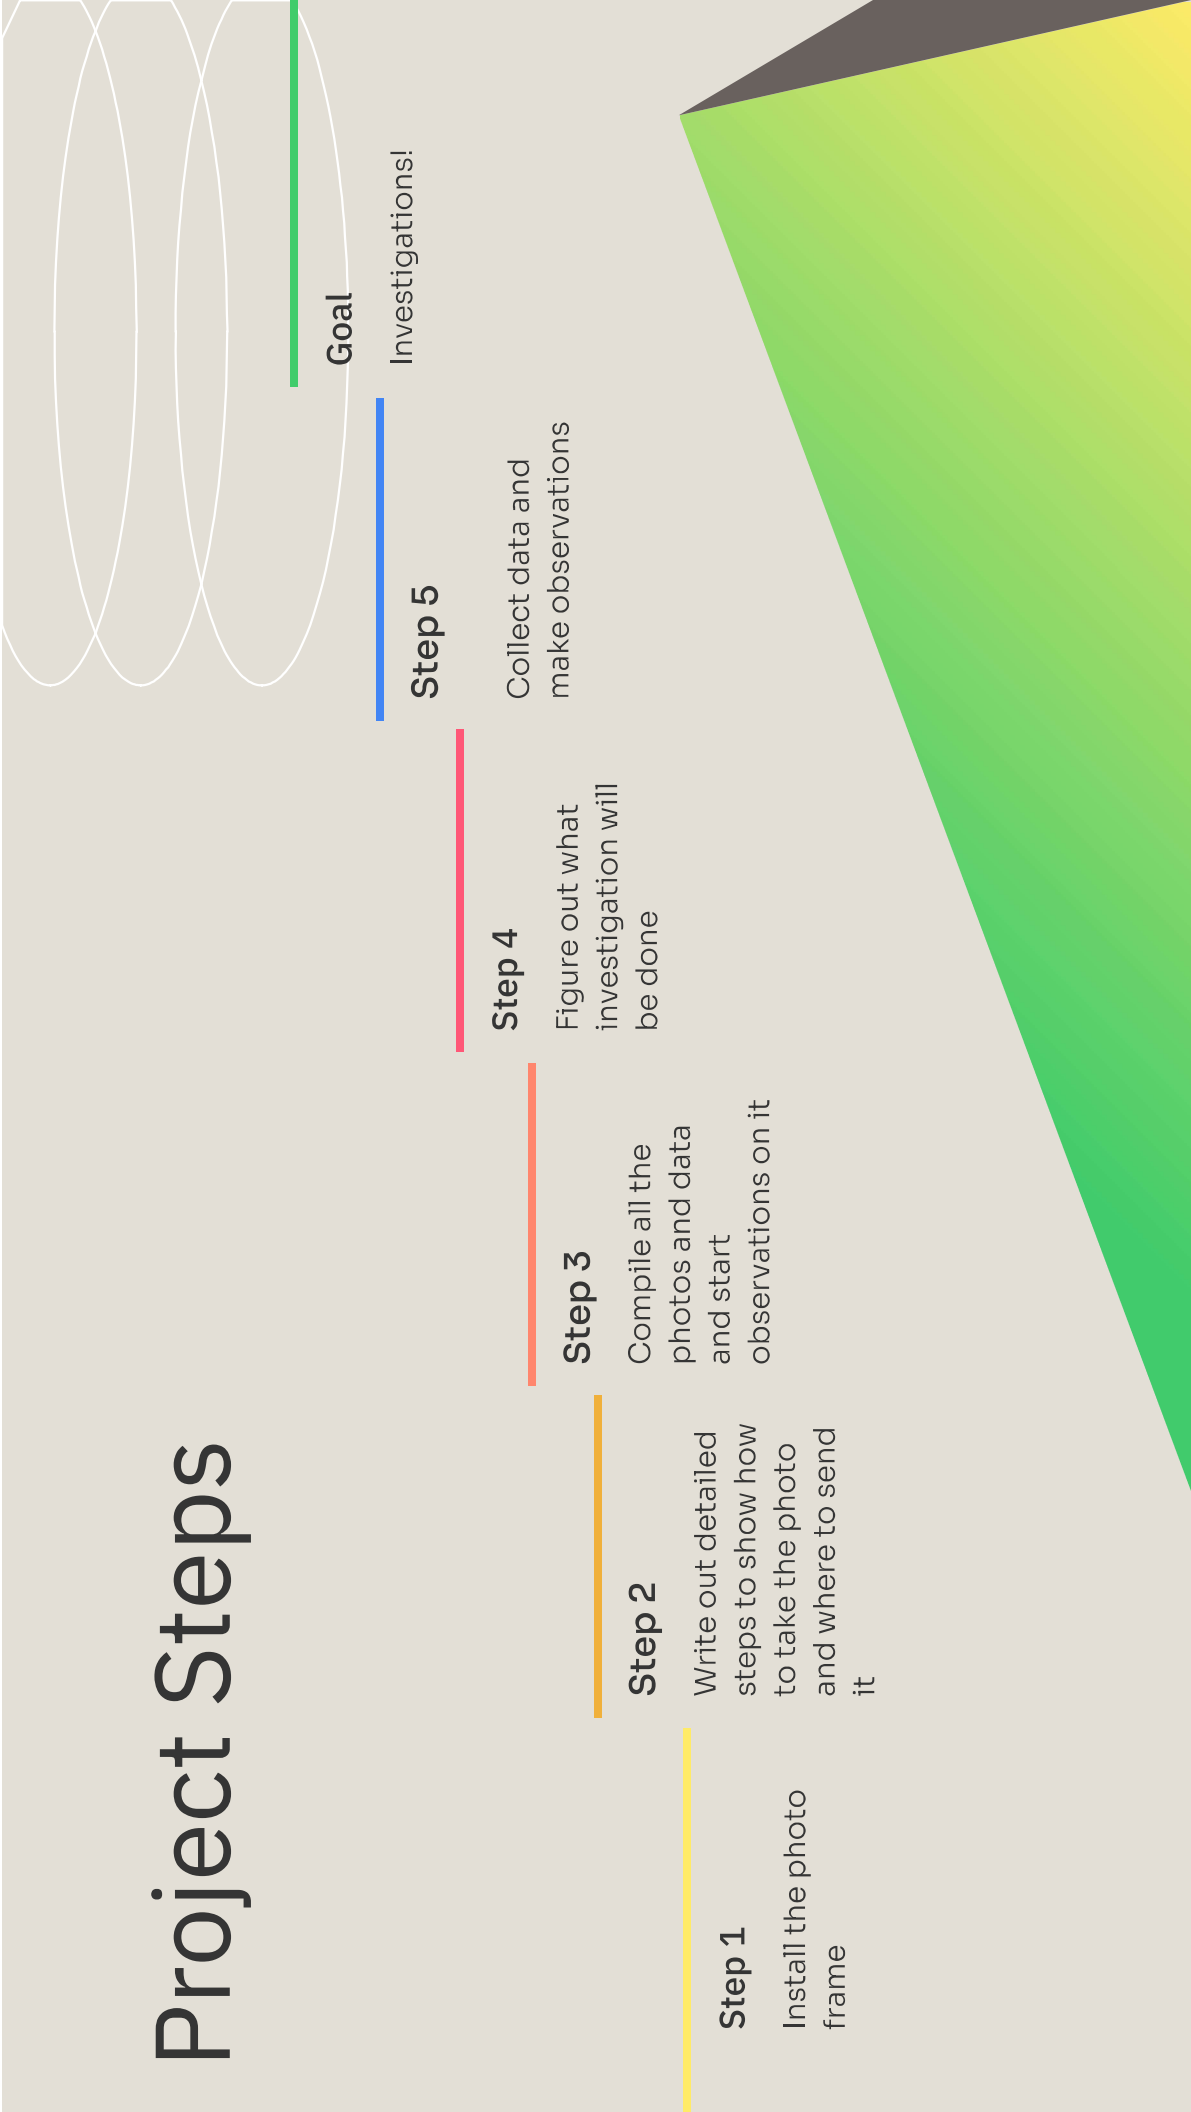 Project Steps
Step 1
Install the photo
frame
Step 2
Write out detailed
steps to show how
to take the photo
and where to send
it
Step 3
Compile all the
photos and data
and start
observations on it
Step 4
Figure out what
investigation will
be done
Step 5
Collect data and
make observations
Goal
Investigations!